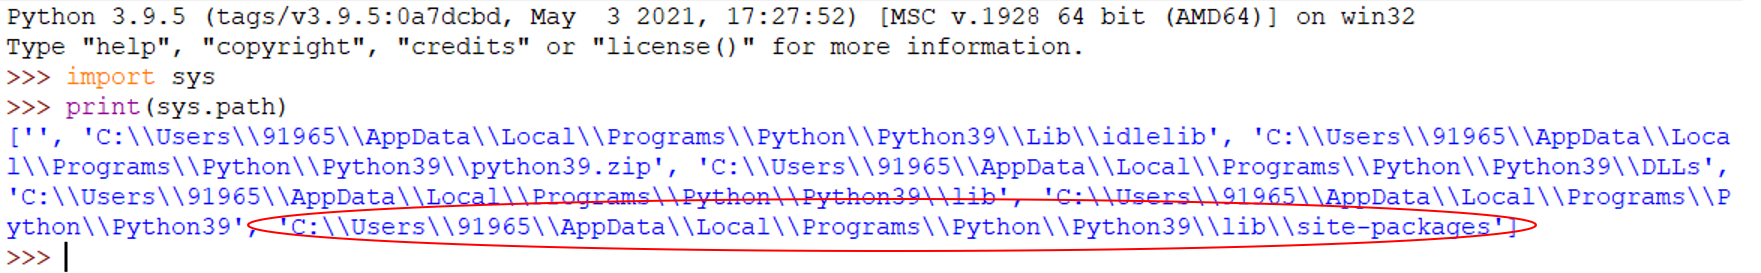 Python 3.9.5 (tags/v3.9.5:0a7dcbd, May  3 2021, 17:27:52) [MSC v.1928 64 bit (AMD64)] on win32
Type "help", "copyright", "credits" or "license()" for more information.
>>> import sys
>>> print(sys.path)
['', 'C:\\Users\\91965\\AppData\\Local\\Programs\\Python\\Python39\\Lib\\idlelib', 'C:\\Users\\91965\\AppData\\Loca
l\\Programs\\Python\\Python39\\python39.zip', 'C:\\Users\\91965\\AppData\\Local\\Programs\\Python\\Python39\\DLLs',
'C:\\Users\\91965\\AppData\\Local\\Programs\\Python\\Python39\\lib', 'C:\\Users\\91965\\AppData\\Local\\Programs\\P
ython\\Python39', 'C:\\Users\\91965\\AppData\\Local\\Programs\\Python\\Python39\\lib\\site-packages']
>>>